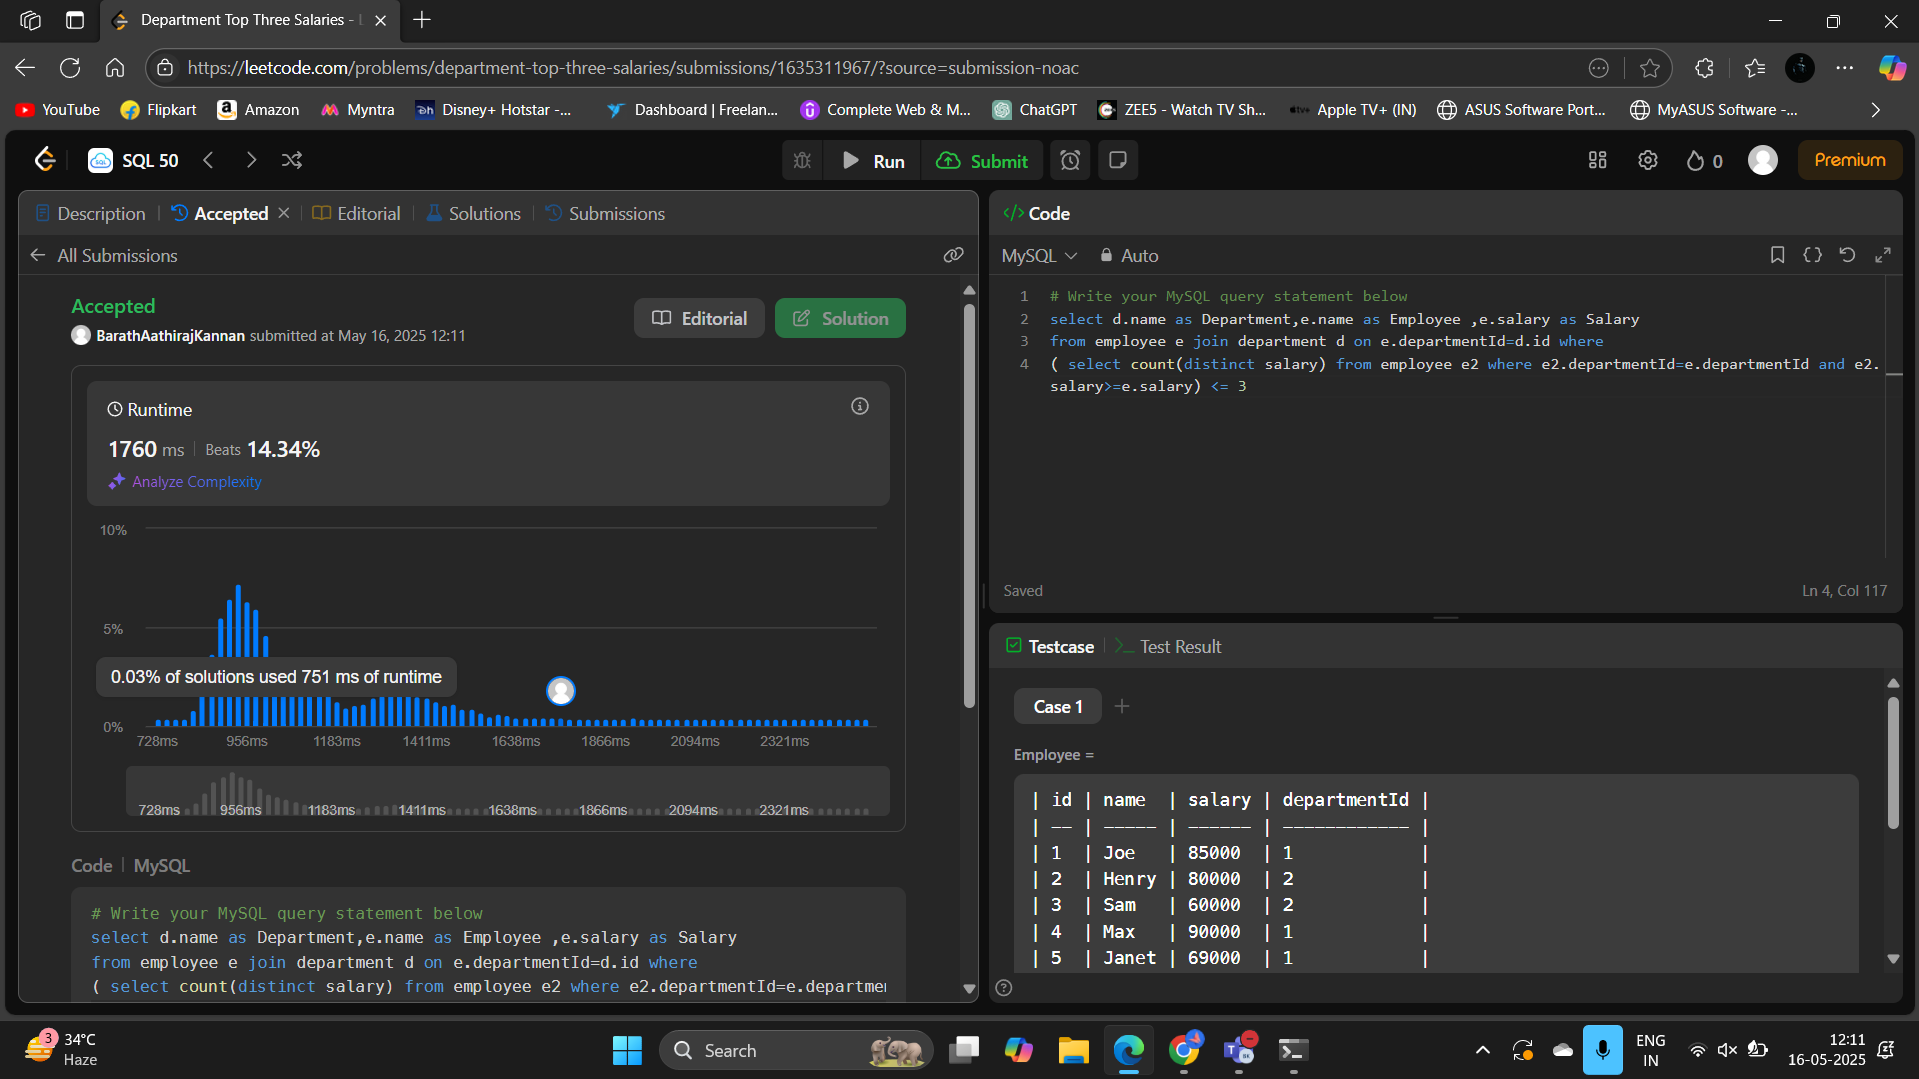 Department Top Three Salaries - L
https://leetcode.com/problems/department-top-three-salaries/submissions/1635311967/?source=submission-noac
YouTube Flipkart Amazon Myntra Disney+ Hotstar -... Dashboard | Freelan... Complete Web & M... ChatGPT ZEE5 - Watch TV Sh... Apple TV+ (IN) ASUS Software Port... MyASUS Software -...
SQL 50 Run Submit 0 Premium
Description Accepted Editorial Solutions Submissions
All Submissions
Accepted
BarathAathirajKannan submitted at May 16, 2025 12:11
Editorial Solution
Runtime
1760 ms Beats 14.34%
Analyze Complexity
10%
5%
0.03% of solutions used 751 ms of runtime
0%
728ms 956ms 1183ms 1411ms 1638ms 1866ms 2094ms 2321ms
728ms 956ms 1183ms 1411ms 1638ms 1866ms 2094ms 2321ms
Code | MySQL
# Write your MySQL query statement below
select d.name as Department,e.name as Employee ,e.salary as Salary
from employee e join department d on e.departmentId=d.id where
( select count(distinct salary) from employee e2 where e2.departmentId=e.departmen
</> Code
MySQL Auto
1 # Write your MySQL query statement below
2 select d.name as Department,e.name as Employee ,e.salary as Salary
3 from employee e join department d on e.departmentId=d.id where
4 ( select count(distinct salary) from employee e2 where e2.departmentId=e.departmentId and e2.
salary>=e.salary) <= 3
Saved Ln 4, Col 117
Testcase >_ Test Result
Case 1 +
Employee =
| id | name | salary | departmentId |
| -- | ----- | ------ | ------------ |
| 1 | Joe | 85000 | 1 |
| 2 | Henry | 80000 | 2 |
| 3 | Sam | 60000 | 2 |
| 4 | Max | 90000 | 1 |
| 5 | Janet | 69000 | 1 |
3 34°C
Haze
Search
ENG
IN
12:11
16-05-2025